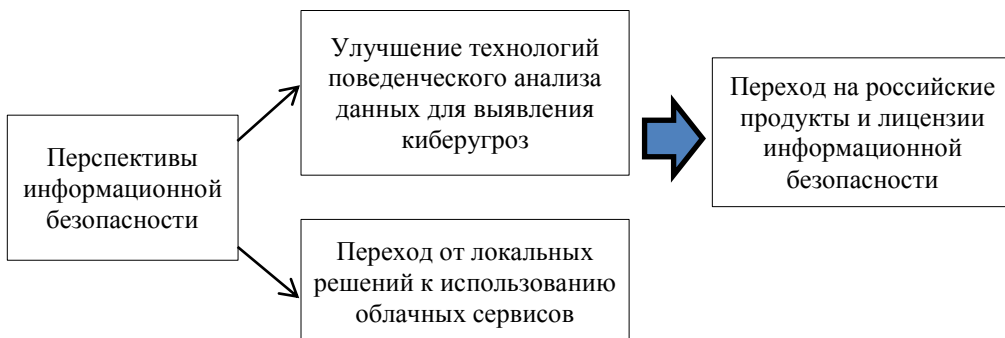 Перспективы
информационной
безопасности
Улучшение технологий
поведенческого анализа
данных для выявления
киберугроз
Переход от локальных
решений к использованию
облачных сервисов
Переход на российские
продукты и лицензии
информационной
безопасности